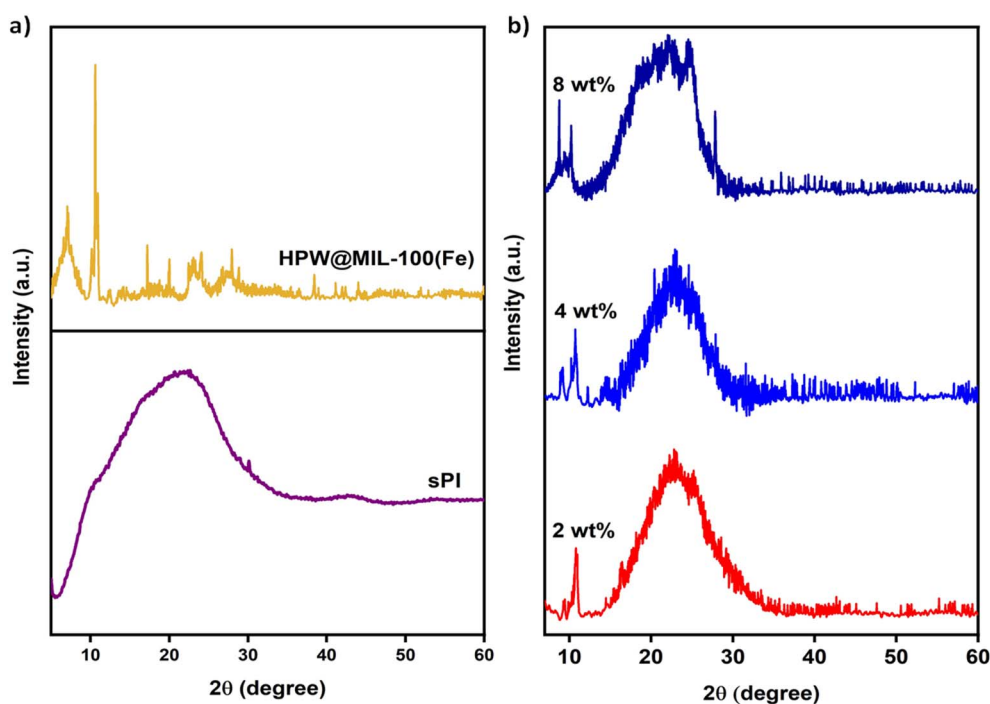 a)
HPW@MIL-100(Fe)
sPI
Intensity (a.u.)
10 20 30 40 50 60
2θ (degree)
b)
8 wt%
4 wt%
2 wt%
Intensity (a.u.)
10 20 30 40 50 60
2θ (degree)